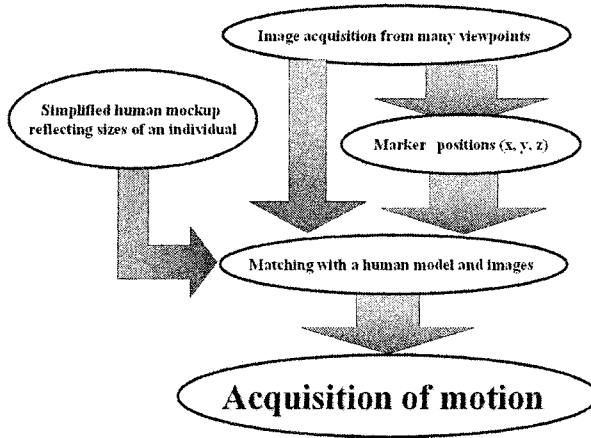 Image acquisition from many viewpoints
Simplified human mockup
reflecting sizes of an individual
Marker positions (x, y, z)
Matching with a human model and images
Acquisition of motion